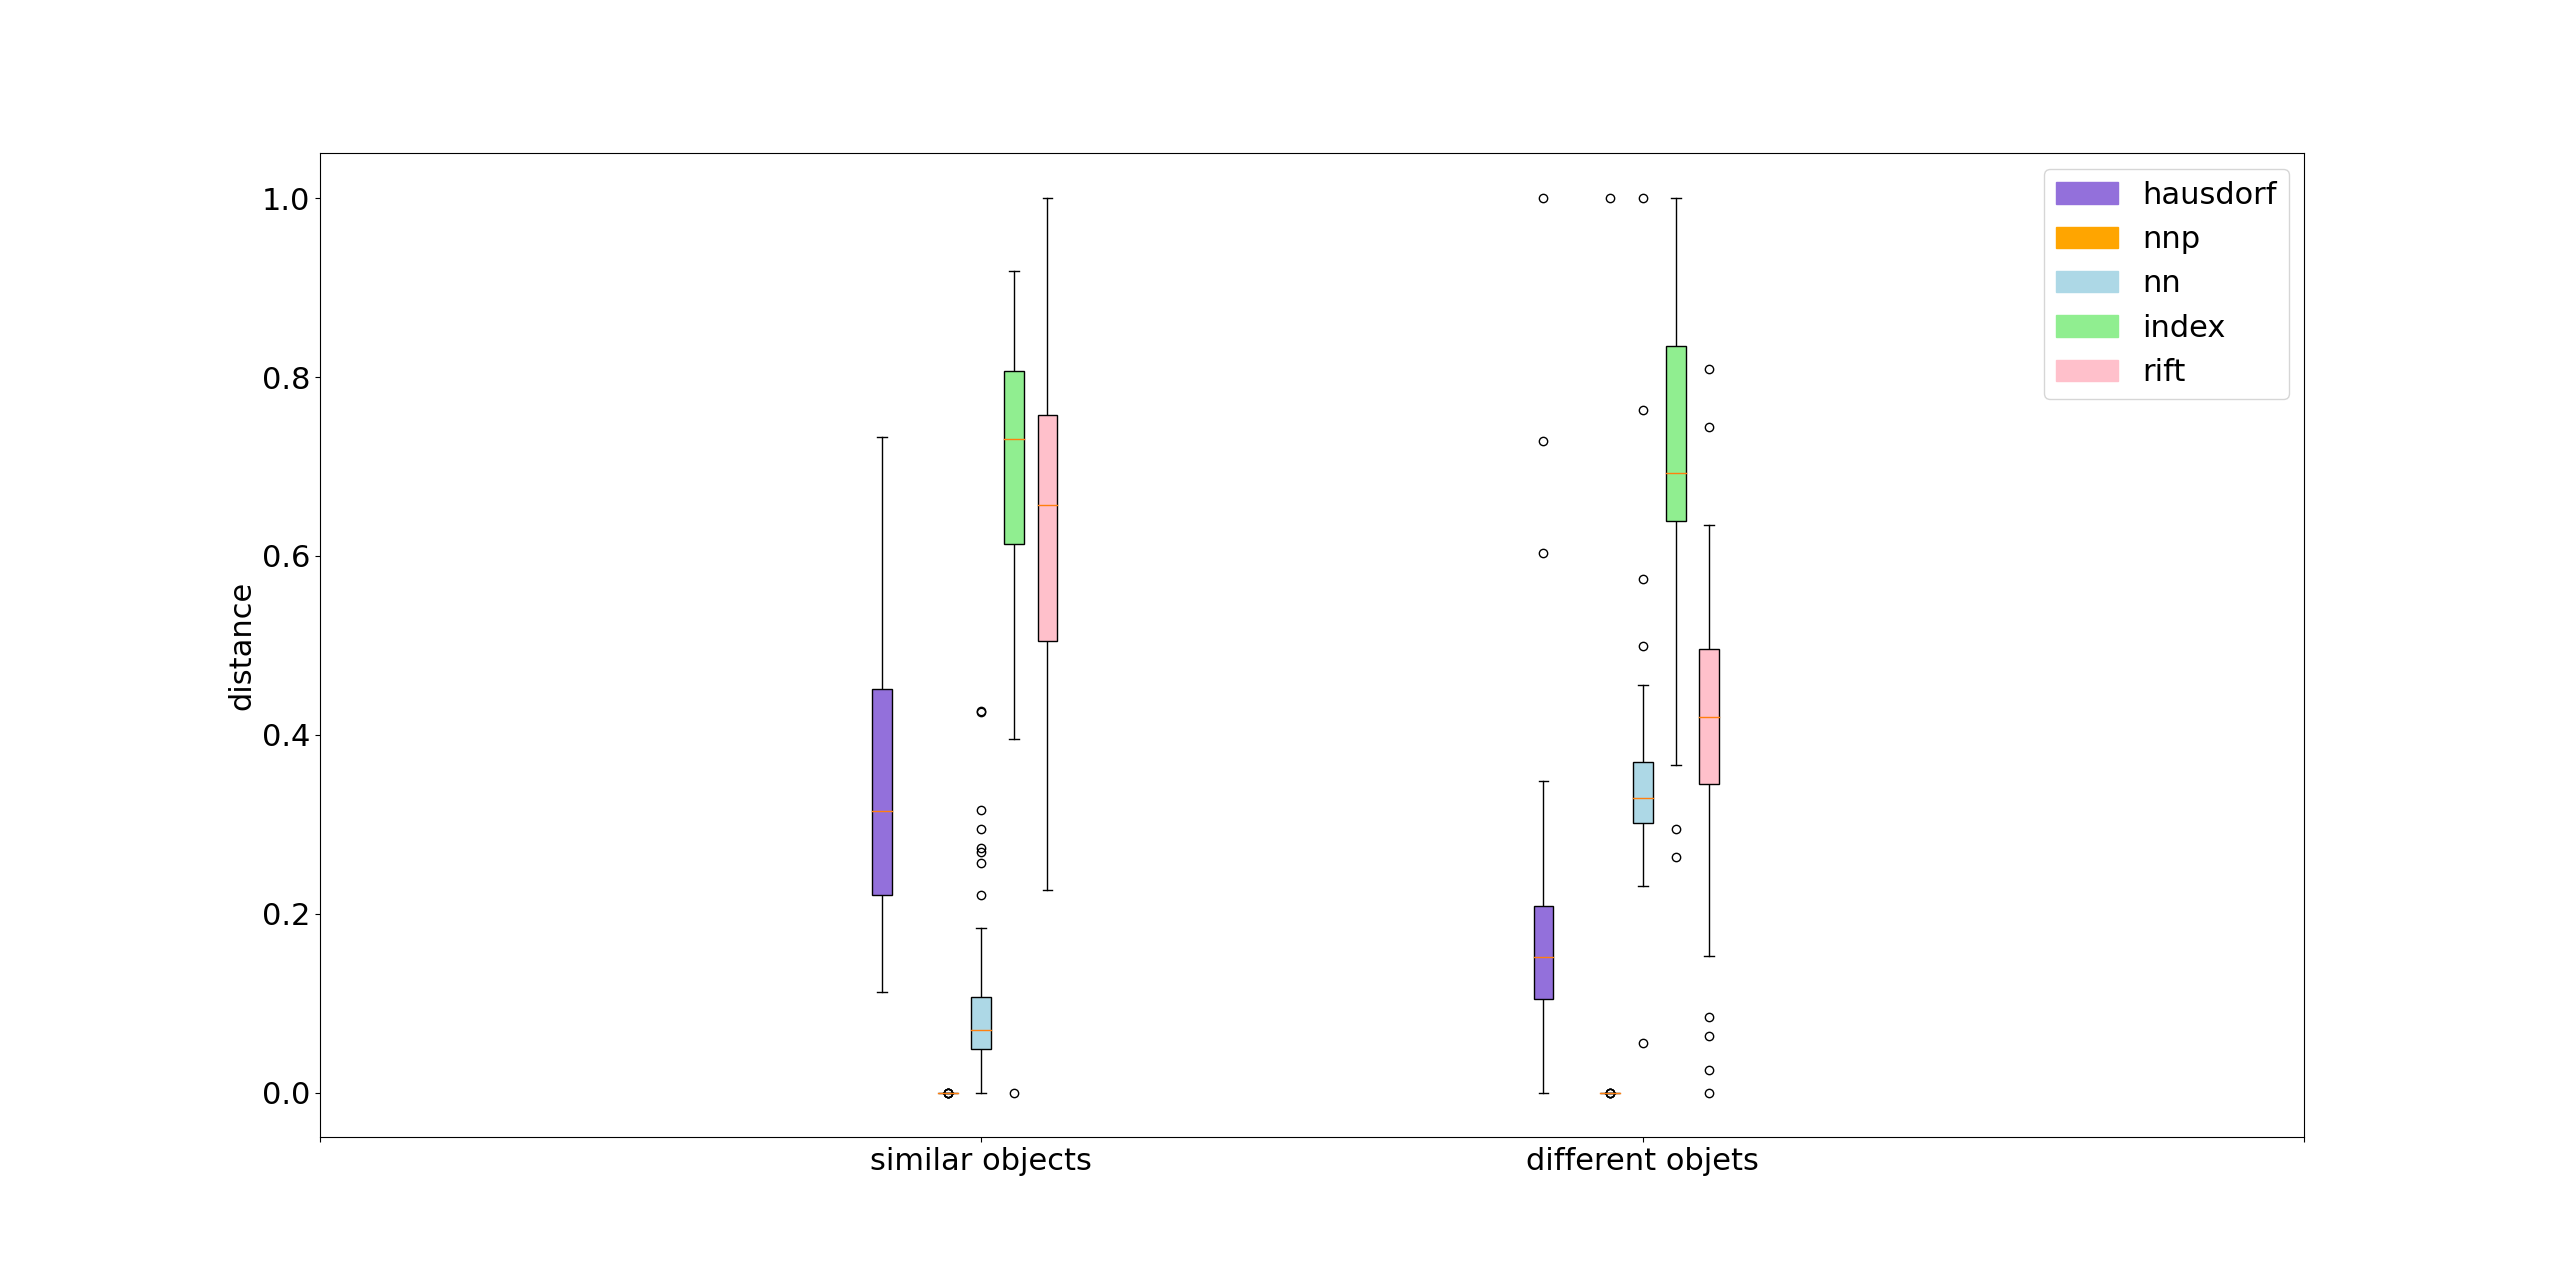 1.0
0.8
0.6
0.4
0.2
0.0
distance
similar objects
different objets
hausdorf
nnp
nn
index
rift